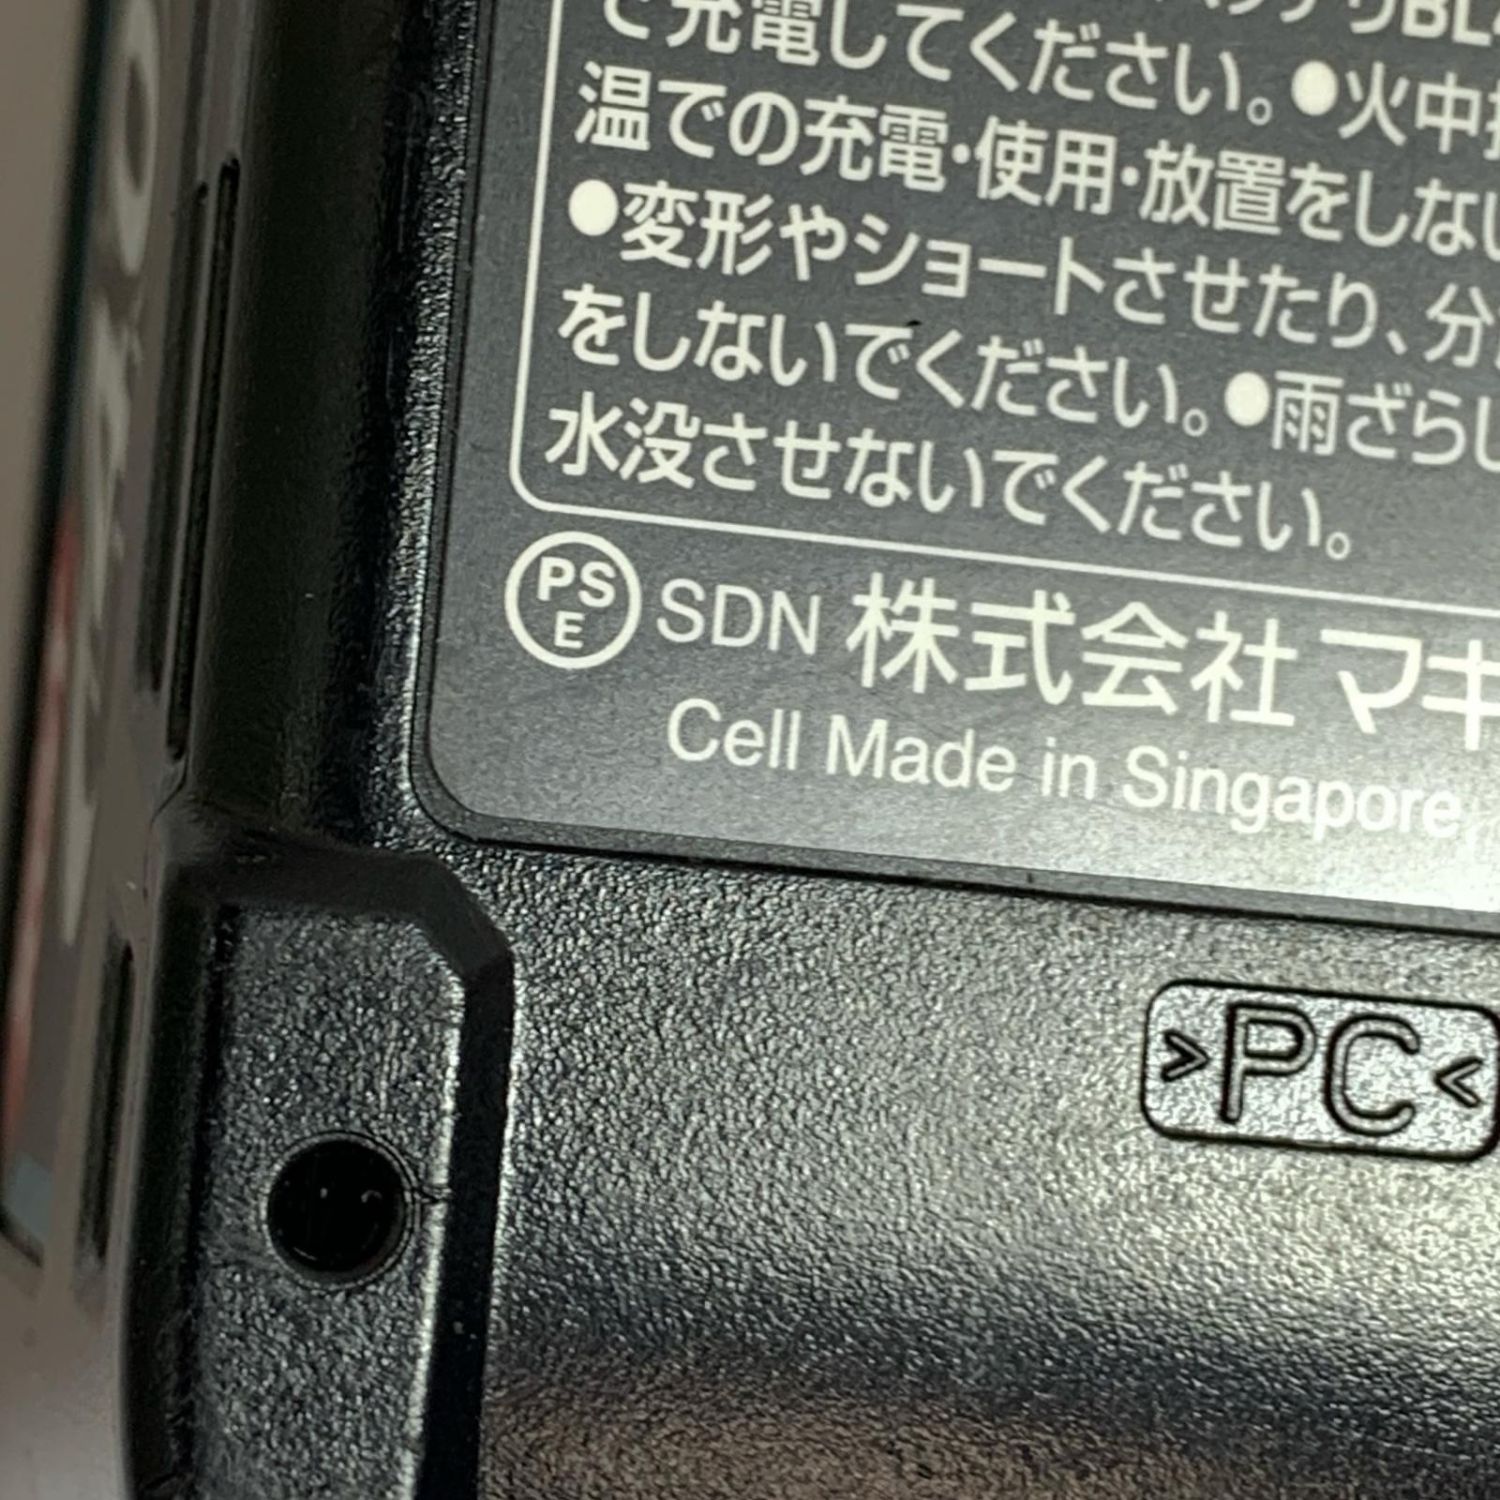 で充電してください。●火中
温での充電・使用・放置をしない
●変形やショートさせたり、分
をしないでください。●雨ざらし
水没させないでください。
PS
E
SDN 株式会社 マキ
Cell Made in Singapore
>PC<